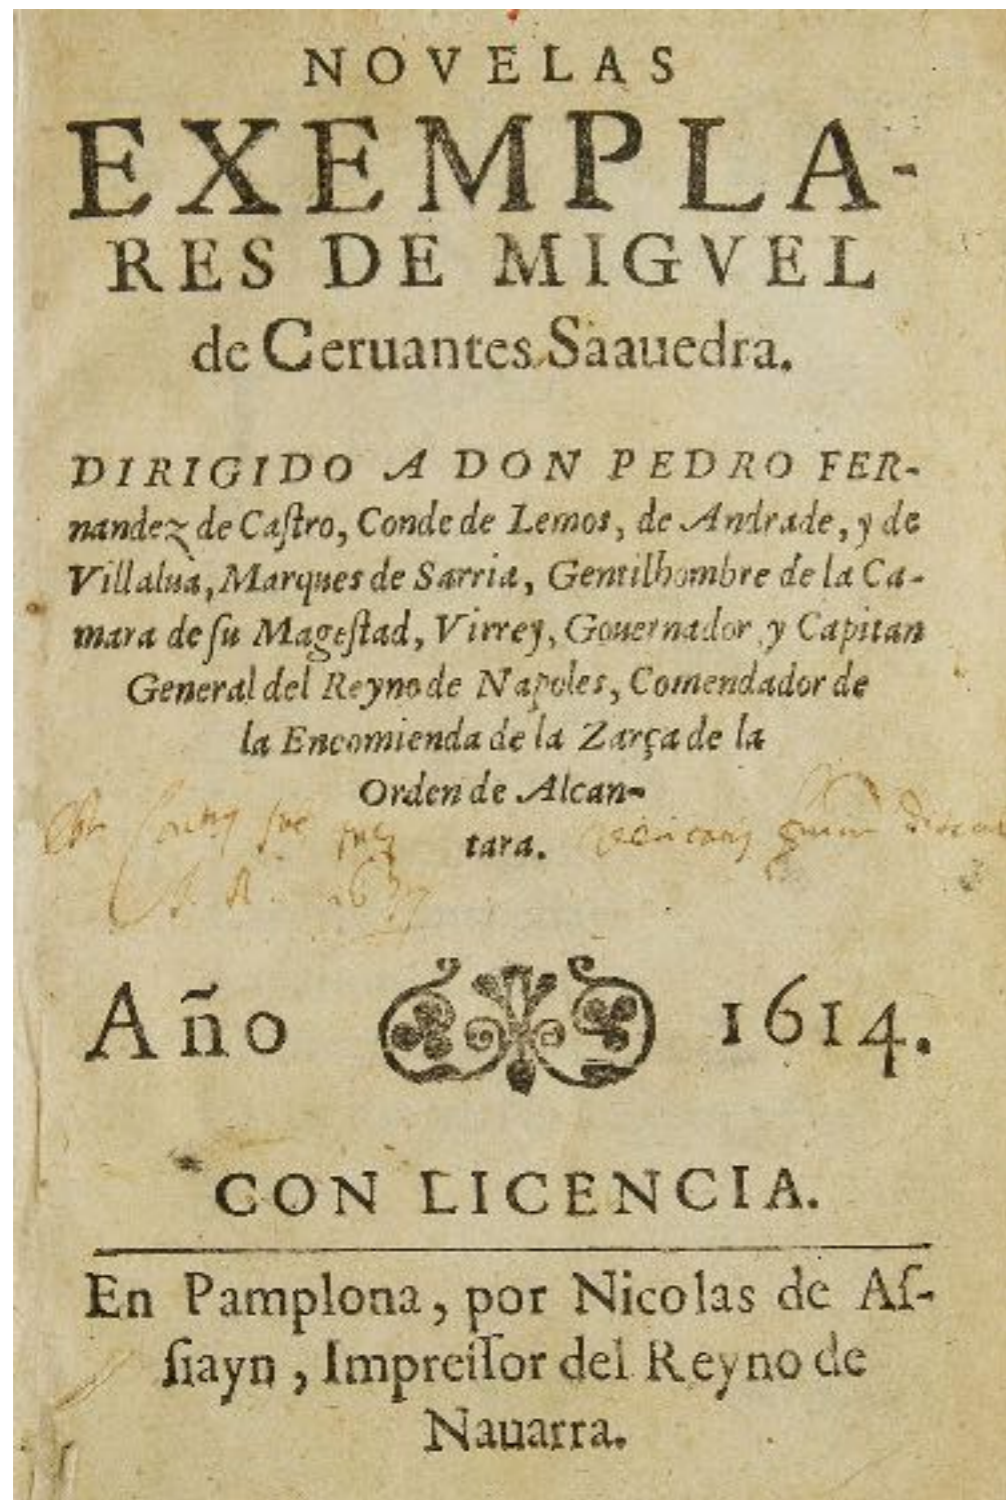 NOVELAS
EXEMPLA-
RES DE MIGVEL
de Ceruantes Saauedra.
DIRIGIDO A DON PEDRO FER-
nandez de Caſtro, Conde de Lemos, de Andrade, y de
Villalua, Marques de Sarria, Gentilhombre de la Ca-
mara de ſu Mageſtad, Virrey, Gouernador y Capitan
General del Reyno de Napoles, Comendador de
la Encomienda de la Zarça de la
Orden de Alcan-
tara.
Año 1614.
CON LICENCIA.
En Pamplona, por Nicolas de Aſ-
ſiayn, Impreſſor del Reyno de
Nauarra.